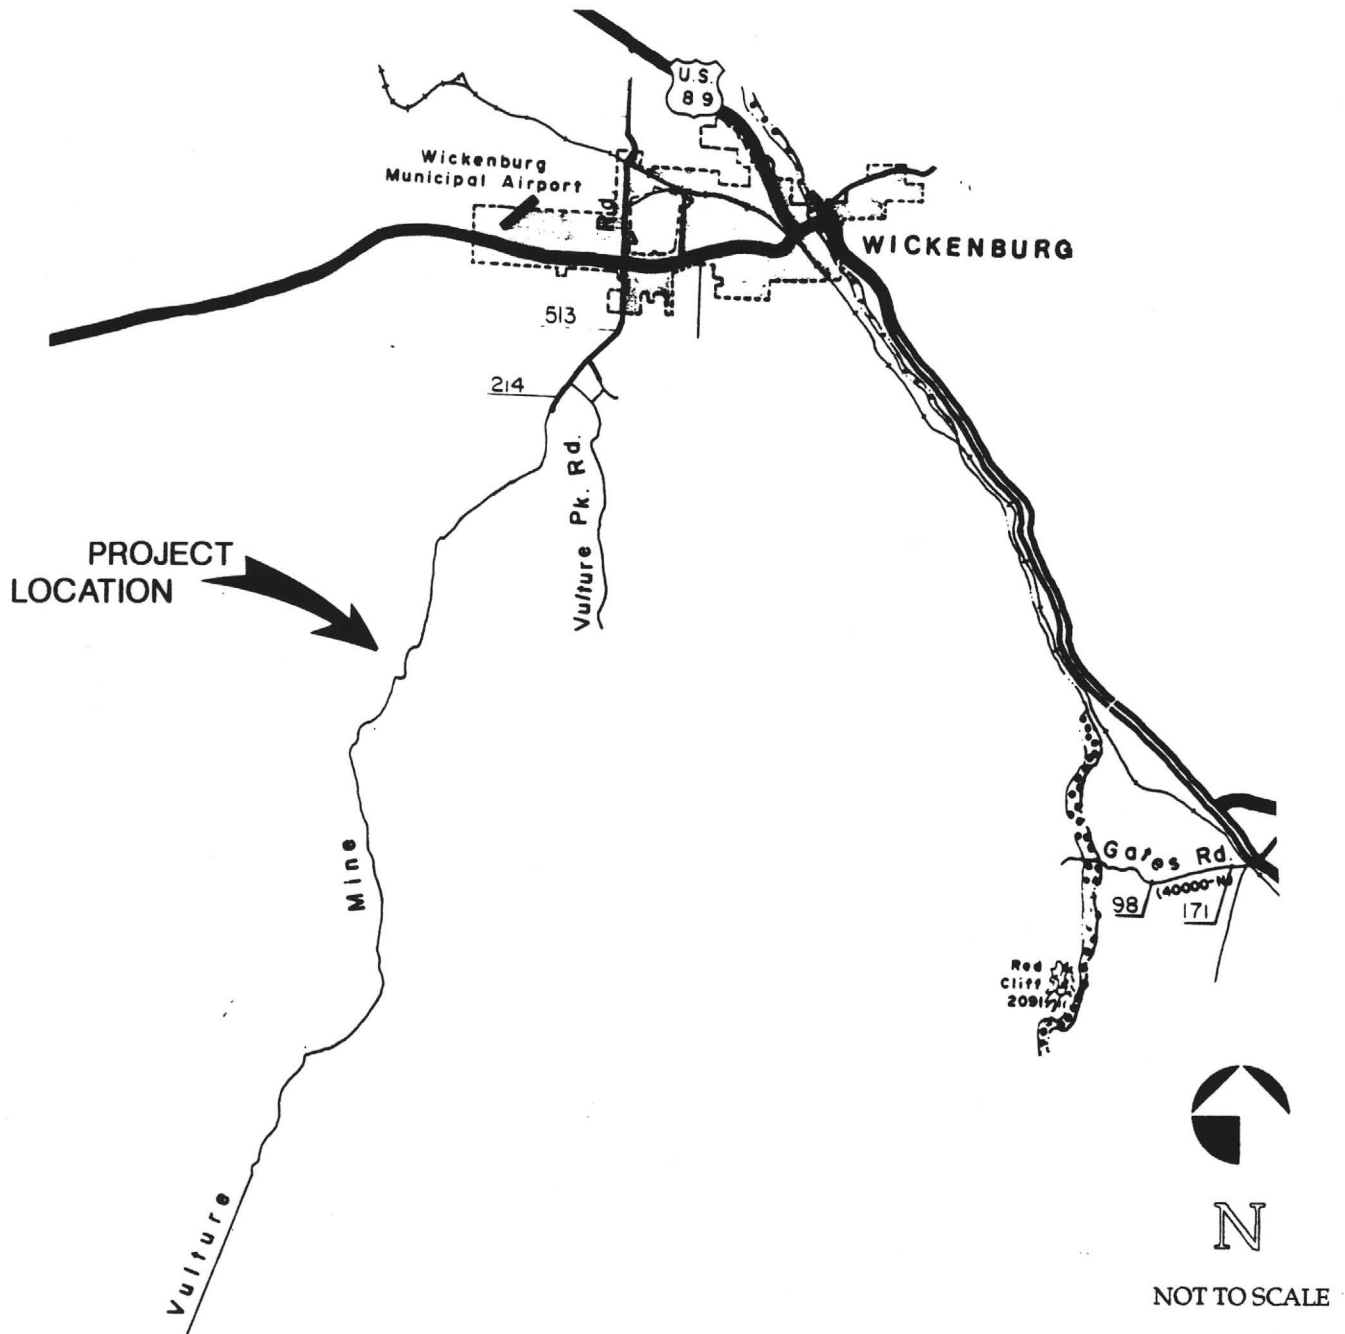 U.S.
89
Wickenburg
Municipal Airport
Rd.
WICKENBURG
513
214
Vulture Pk. Rd.
PROJECT
LOCATION
Mine
Gates Rd.
(40000-N)
98
171
Red
Cliff
2091
Vulture
N
NOT TO SCALE